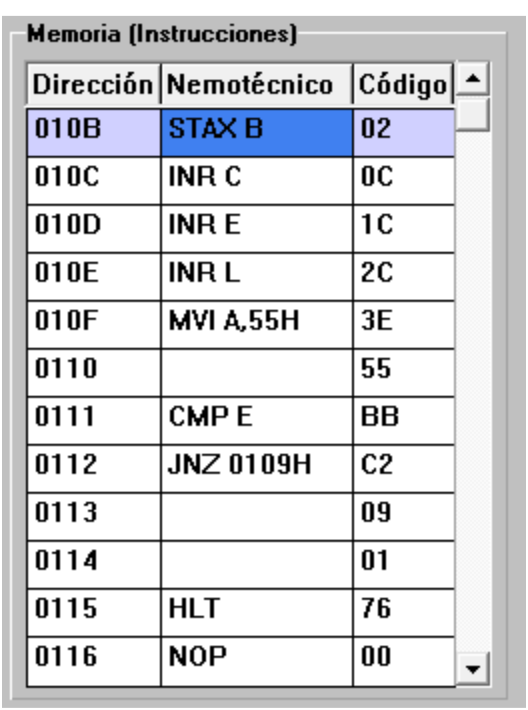 Memoria (Instrucciones)
Dirección Nemotécnico Código
010B STAX B 02
010C INR C 0C
010D INR E 1C
010E INR L 2C
010F MVI A,55H 3E
0110 55
0111 CMP E BB
0112 JNZ 0109H C2
0113 09
0114 01
0115 HLT 76
0116 NOP 00